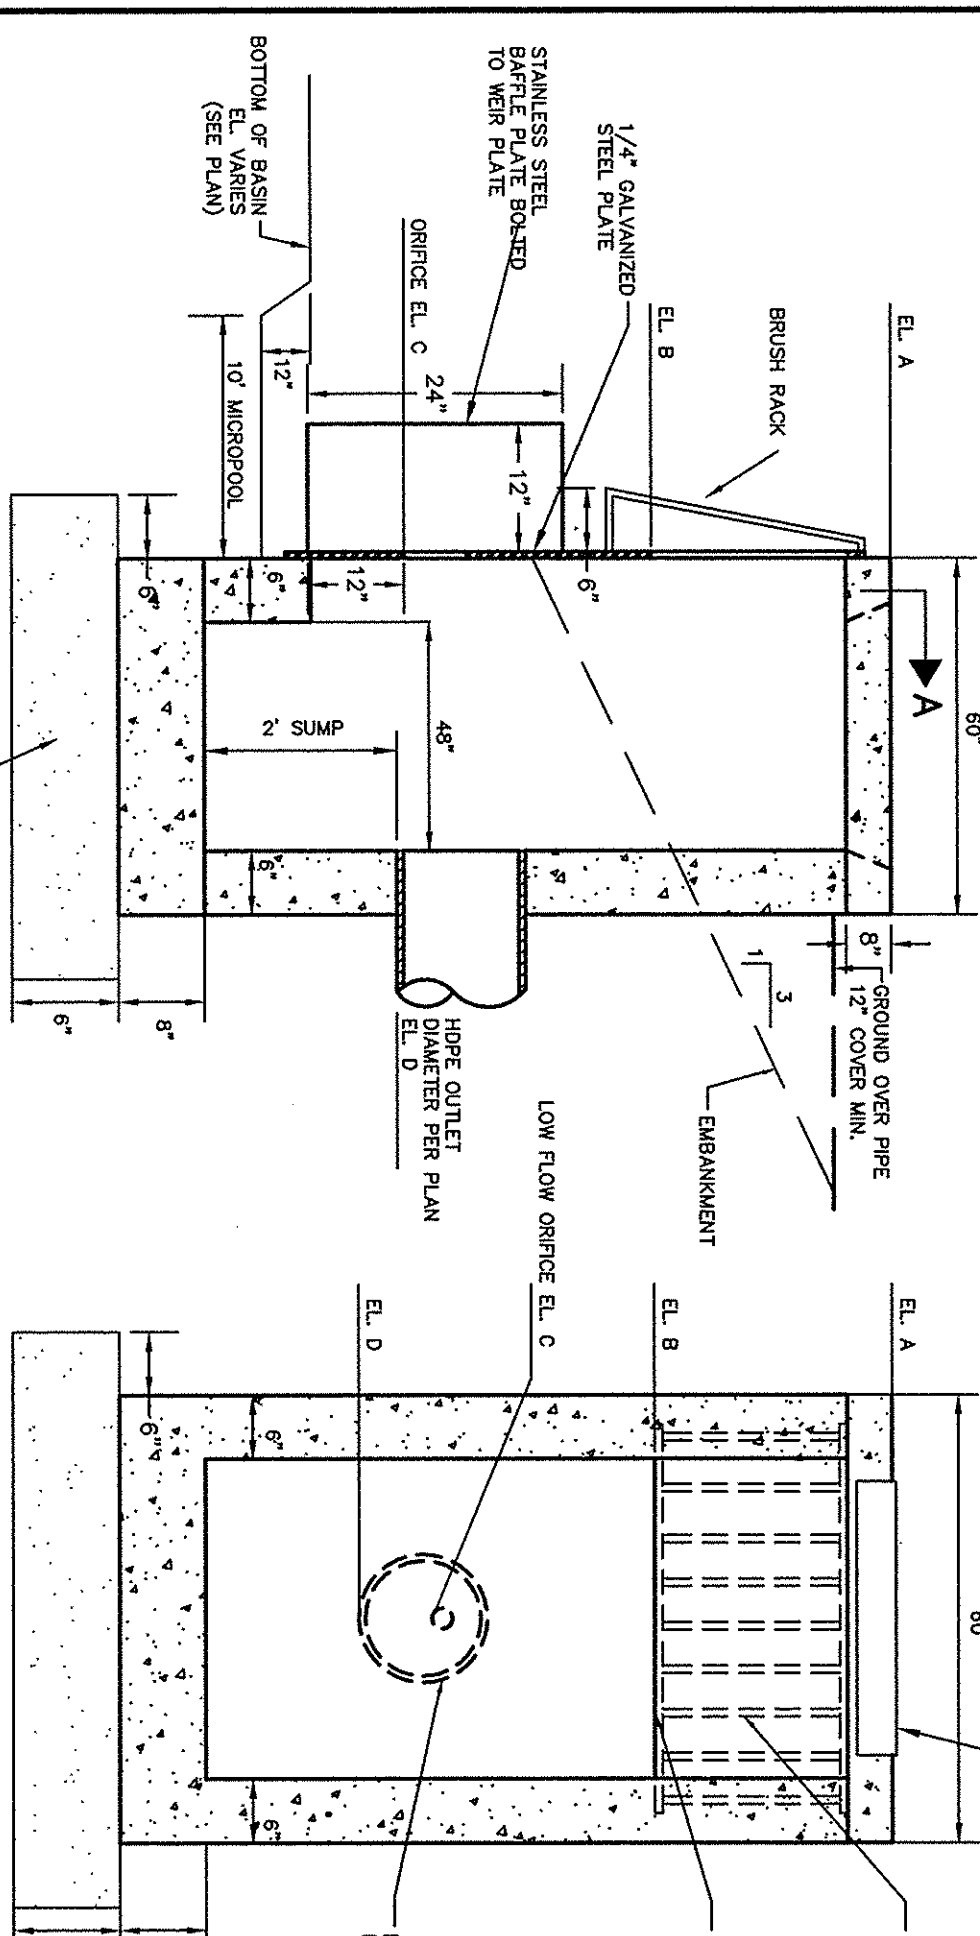 EL. A
BRUSH RACK
EL. B
1/4" GALVANIZED
STEEL PLATE
STAINLESS STEEL
BAFFLE PLATE BOLTED
TO WEIR PLATE
ORIFICE EL. C
BOTTOM OF BASIN
EL. VARIES
(SEE PLAN)
12"
10' MICROPOOL
24"
12"
6"
12"
6"
6"
2' SUMP
48"
6"
A
60"
8"
GROUND OVER PIPE
12" COVER MIN.
1
3
EMBANKMENT
HDPE OUTLET
DIAMETER PER PLAN
EL. D
8"
6"
EL. A
EL. B
LOW FLOW ORIFICE EL. C
EL. D
6"
6"
6"
60